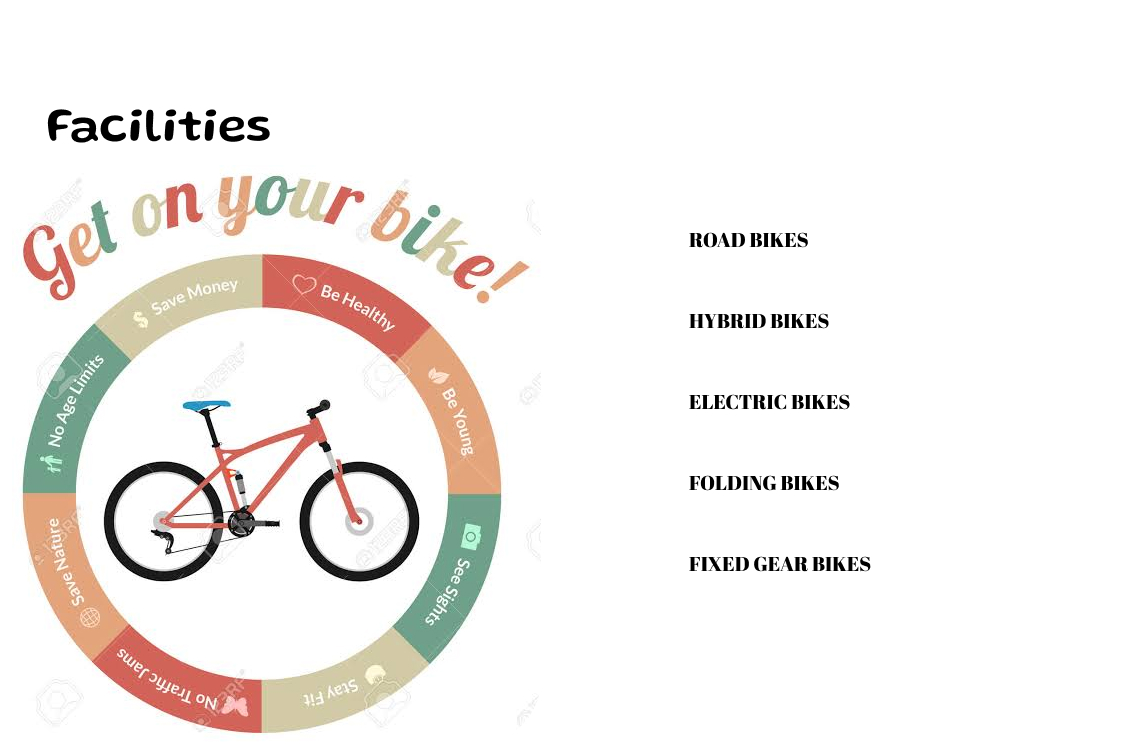 Facilities
Get on your bike!
Save Money
Be Healthy
Be Young
See Sights
Stay Fit
No Traffic Jams
Save Nature
No Age Limits
ROAD BIKES
HYBRID BIKES
ELECTRIC BIKES
FOLDING BIKES
FIXED GEAR BIKES